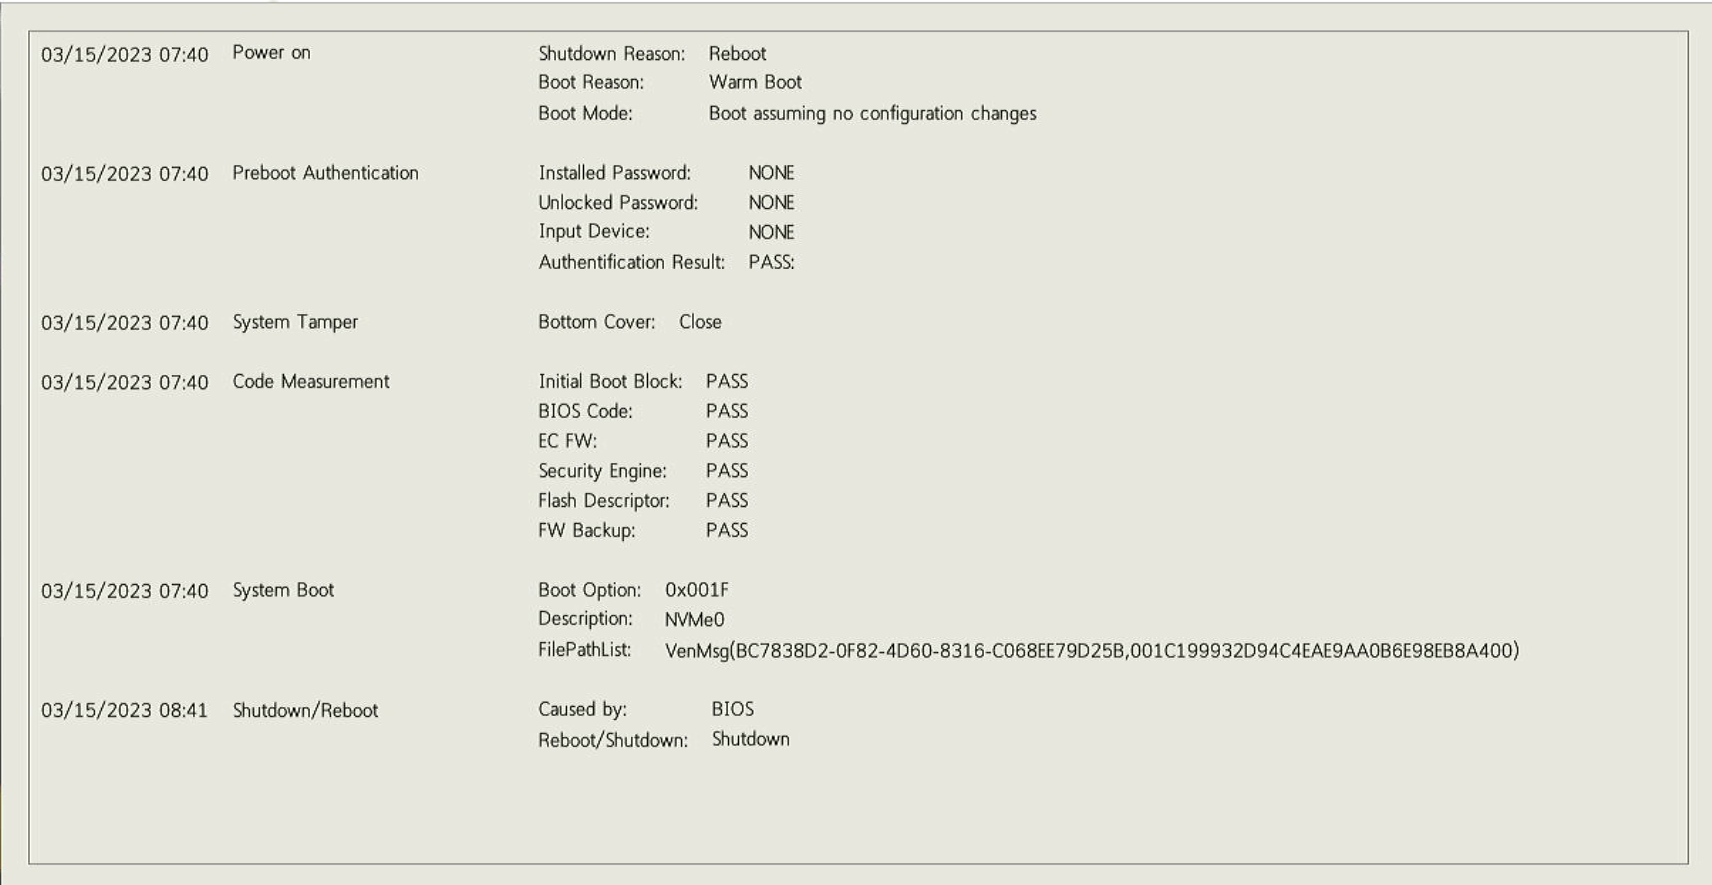 03/15/2023 07:40 Power on Shutdown Reason: Reboot
Boot Reason: Warm Boot
Boot Mode: Boot assuming no configuration changes
03/15/2023 07:40 Preboot Authentication Installed Password: NONE
Unlocked Password: NONE
Input Device: NONE
Authentification Result: PASS:
03/15/2023 07:40 System Tamper Bottom Cover: Close
03/15/2023 07:40 Code Measurement Initial Boot Block: PASS
BIOS Code: PASS
EC FW: PASS
Security Engine: PASS
Flash Descriptor: PASS
FW Backup: PASS
03/15/2023 07:40 System Boot Boot Option: 0x001F
Description: NVMe0
FilePathList: VenMsg(BC7838D2-0F82-4D60-8316-C068EE79D25B,001C199932D94C4EAE9AA0B6E98EB8A400)
03/15/2023 08:41 Shutdown/Reboot Caused by: BIOS
Reboot/Shutdown: Shutdown